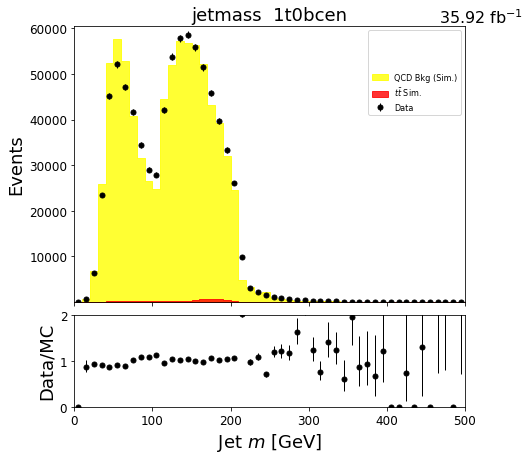 jetmass 1t0bcen
35.92 fb⁻¹
60000
50000
40000
30000
20000
10000
Events
QCD Bkg (Sim.)
tt̄ Sim.
Data
2
1
0
Data/MC
0 100 200 300 400 500
Jet m [GeV]